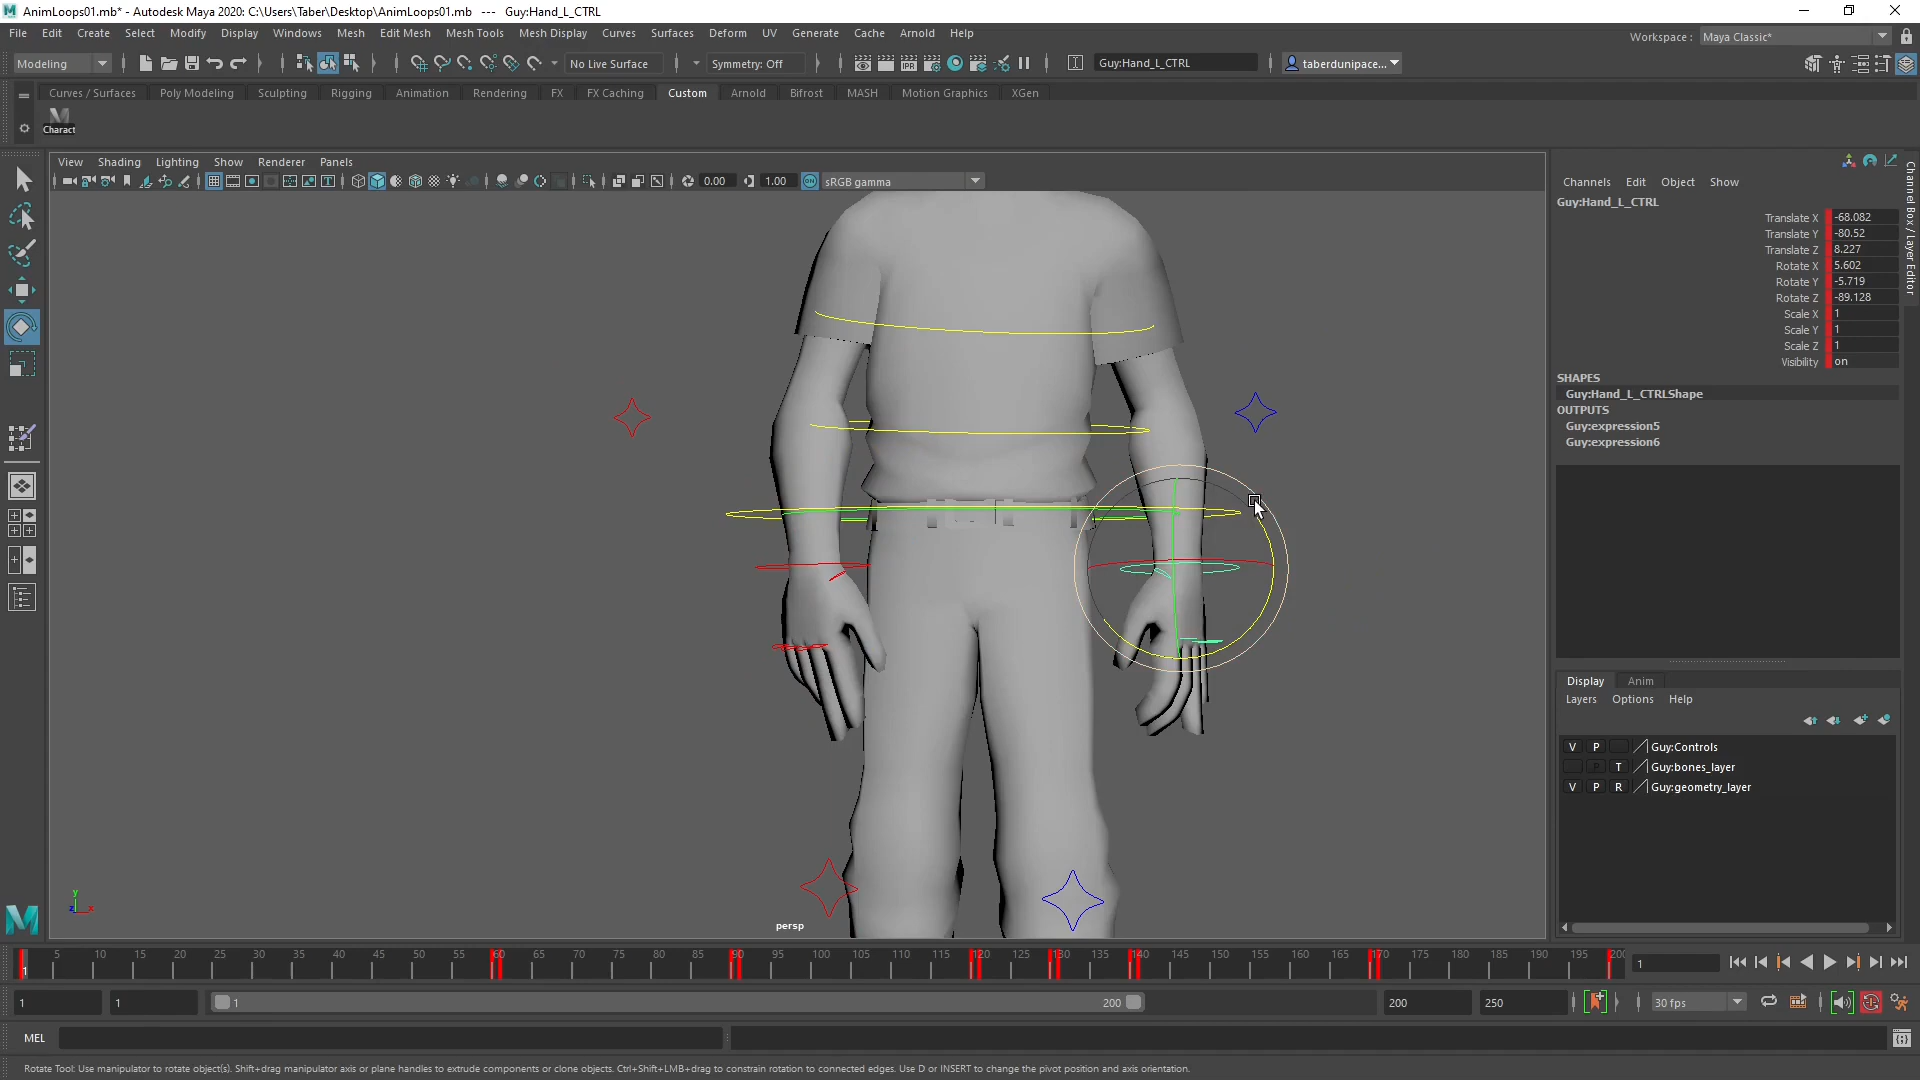 AnimLoops01.mb* - Autodesk Maya 2020: C:\Users\Taber\Desktop\AnimLoops01.mb --- Guy:Hand_L_CTRL
File Edit Create Select Modify Display Windows Mesh Edit Mesh Mesh Tools Mesh Display Curves Surfaces Deform UV Generate Cache Arnold Help
Workspace : Maya Classic*
Modeling No Live Surface Symmetry: Off IPR Guy:Hand_L_CTRL taberdunipace...
Curves / Surfaces Poly Modeling Sculpting Rigging Animation Rendering FX FX Caching Custom Arnold Bifrost MASH Motion Graphics XGen
Charact
View Shading Lighting Show Renderer Panels
0.00 1.00 ON sRGB gamma
Channels Edit Object Show
Guy:Hand_L_CTRL
Translate X -68.082
Translate Y -80.52
Translate Z 8.227
Rotate X 5.602
Rotate Y -5.719
Rotate Z -89.128
Scale X 1
Scale Y 1
Scale Z 1
Visibility on
SHAPES
Guy:Hand_L_CTRLShape
OUTPUTS
Guy:expression5
Guy:expression6
Channel Box / Layer Editor
Display Anim
Layers Options Help
V P Guy:Controls
P T Guy:bones_layer
V P R Guy:geometry_layer
y
z x
persp
5 10 15 20 25 30 35 40 45 50 55 60 65 70 75 80 85 90 95 100 105 110 115 120 125 130 135 140 145 150 155 160 165 170 175 180 185 190 195 200
1
1
1 1 1 200 200 250 30 fps
MEL
Rotate Tool: Use manipulator to rotate object(s). Shift+drag manipulator axis or plane handles to extrude components or clone objects. Ctrl+Shift+LMB+drag to constrain rotation to connected edges. Use D or INSERT to change the pivot position and axis orientation.